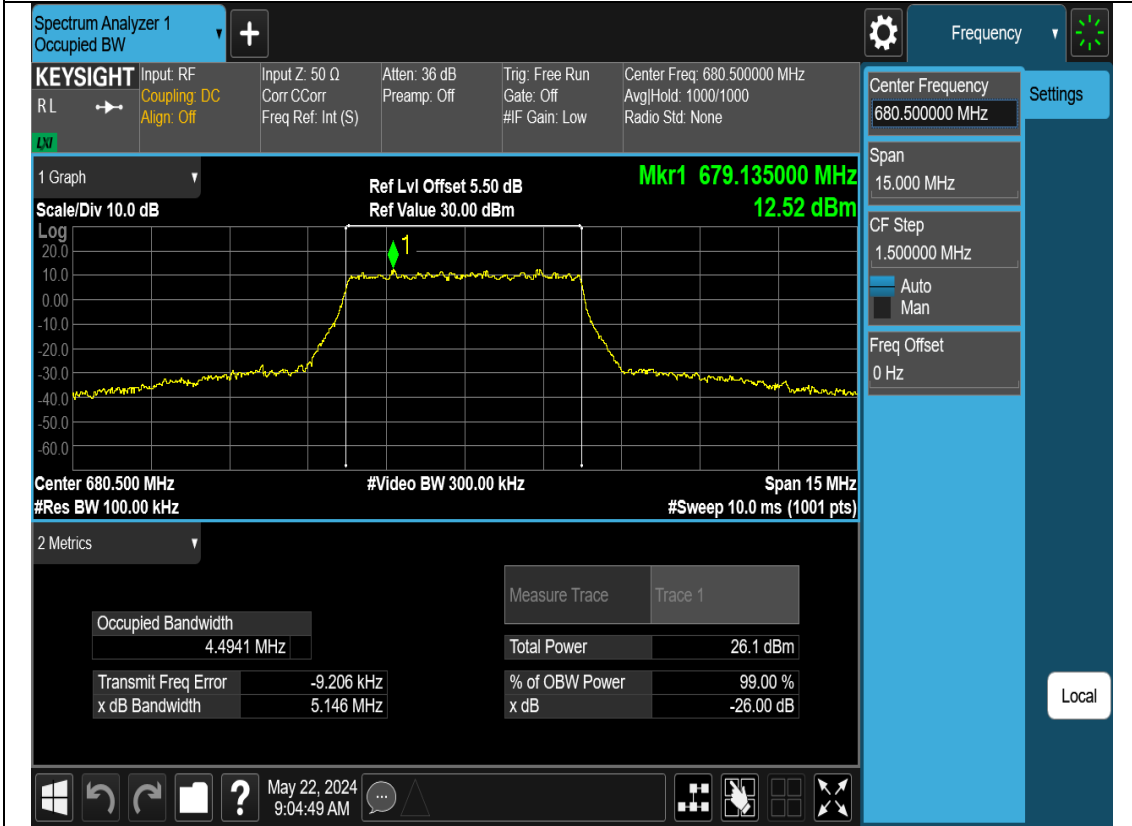 Spectrum Analyzer 1
Occupied BW
Frequency
KEYSIGHT
R L
LXI
Input: RF
Coupling: DC
Align: Off
Input Z: 50 Ω
Corr CCorr
Freq Ref: Int (S)
Atten: 36 dB
Preamp: Off
Trig: Free Run
Gate: Off
#IF Gain: Low
Center Freq: 680.500000 MHz
Avg|Hold: 1000/1000
Radio Std: None
Center Frequency
680.500000 MHz
Settings
Span
15.000 MHz
CF Step
1.500000 MHz
Auto
Man
Freq Offset
0 Hz
Local
1 Graph
Scale/Div 10.0 dB
Ref Lvl Offset 5.50 dB
Ref Value 30.00 dBm
Mkr1 679.135000 MHz
12.52 dBm
Log
20.0
10.0
0.00
-10.0
-20.0
-30.0
-40.0
-50.0
-60.0
1
Center 680.500 MHz
#Res BW 100.00 kHz
#Video BW 300.00 kHz
Span 15 MHz
#Sweep 10.0 ms (1001 pts)
2 Metrics
Measure Trace Trace 1
Occupied Bandwidth
4.4941 MHz
Total Power 26.1 dBm
Transmit Freq Error -9.206 kHz
% of OBW Power 99.00 %
x dB Bandwidth 5.146 MHz
x dB -26.00 dB
?
May 22, 2024
9:04:49 AM